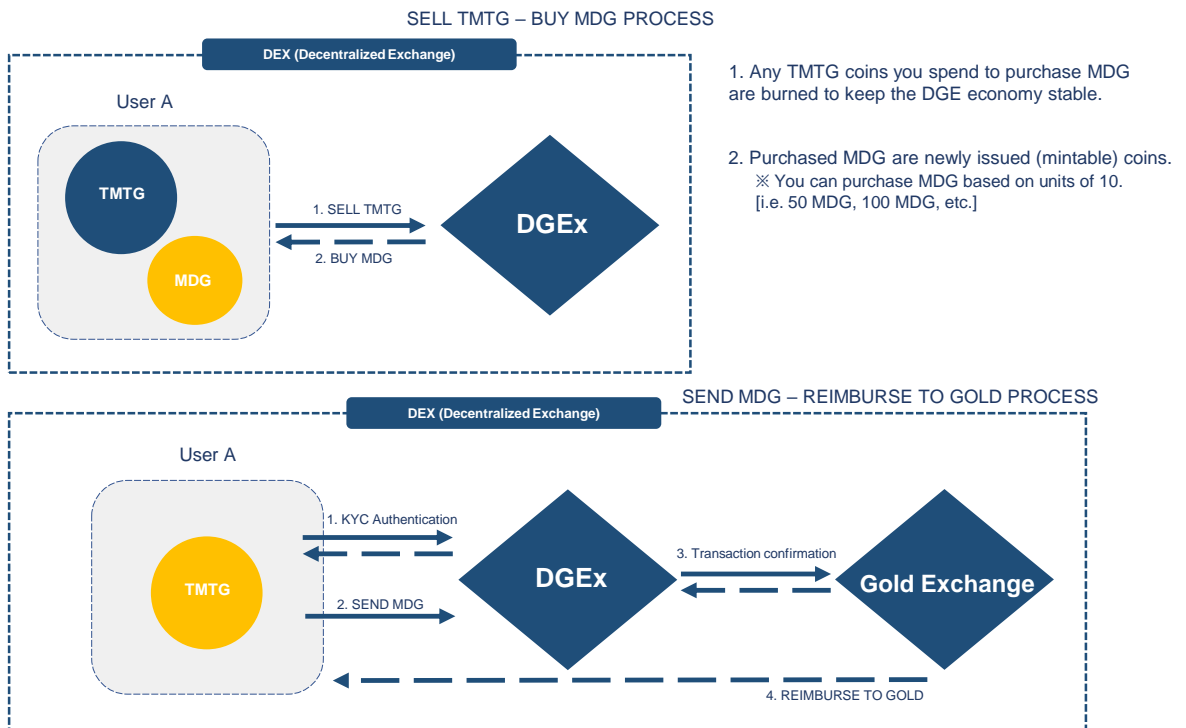 SELL TMTG – BUY MDG PROCESS
DEX (Decentralized Exchange)
User A
TMTG
MDG
1. SELL TMTG
2. BUY MDG
DGEx
1. Any TMTG coins you spend to purchase MDG
are burned to keep the DGE economy stable.
2. Purchased MDG are newly issued (mintable) coins.
※ You can purchase MDG based on units of 10.
[i.e. 50 MDG, 100 MDG, etc.]
SEND MDG – REIMBURSE TO GOLD PROCESS
DEX (Decentralized Exchange)
User A
TMTG
1. KYC Authentication
2. SEND MDG
DGEx
3. Transaction confirmation
Gold Exchange
4. REIMBURSE TO GOLD